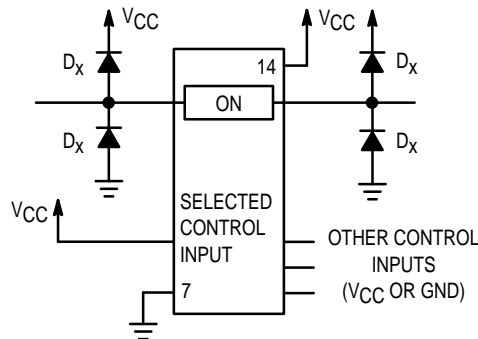 VCC
VCC
VCC
14
Dx
Dx
ON
Dx
Dx
VCC
SELECTED
CONTROL
INPUT
OTHER CONTROL
INPUTS
(VCC OR GND)
7